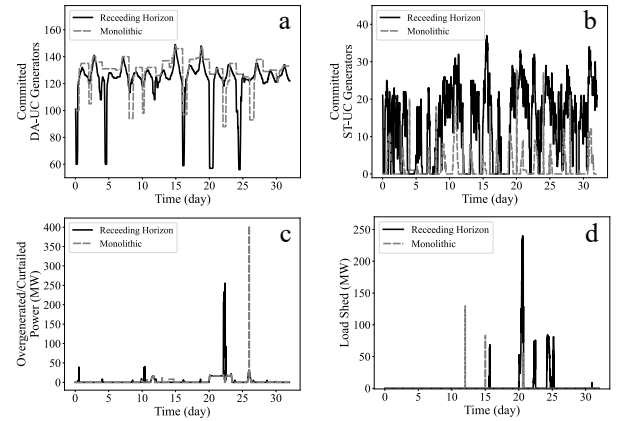 a
Receeding Horizon
Monolithic
Committed
DA-UC Generators
160
140
120
100
80
60
0 5 10 15 20 25 30
Time (day)
b
Receeding Horizon
Monolithic
Committed
ST-UC Generators
40
30
20
10
0
0 5 10 15 20 25 30
Time (day)
c
Receeding Horizon
Monolithic
Overgenerated/Curtailed
Power (MW)
400
350
300
250
200
150
100
50
0
0 5 10 15 20 25 30
Time (day)
d
Receeding Horizon
Monolithic
Load Shed (MW)
250
200
150
100
50
0
0 5 10 15 20 25 30
Time (day)